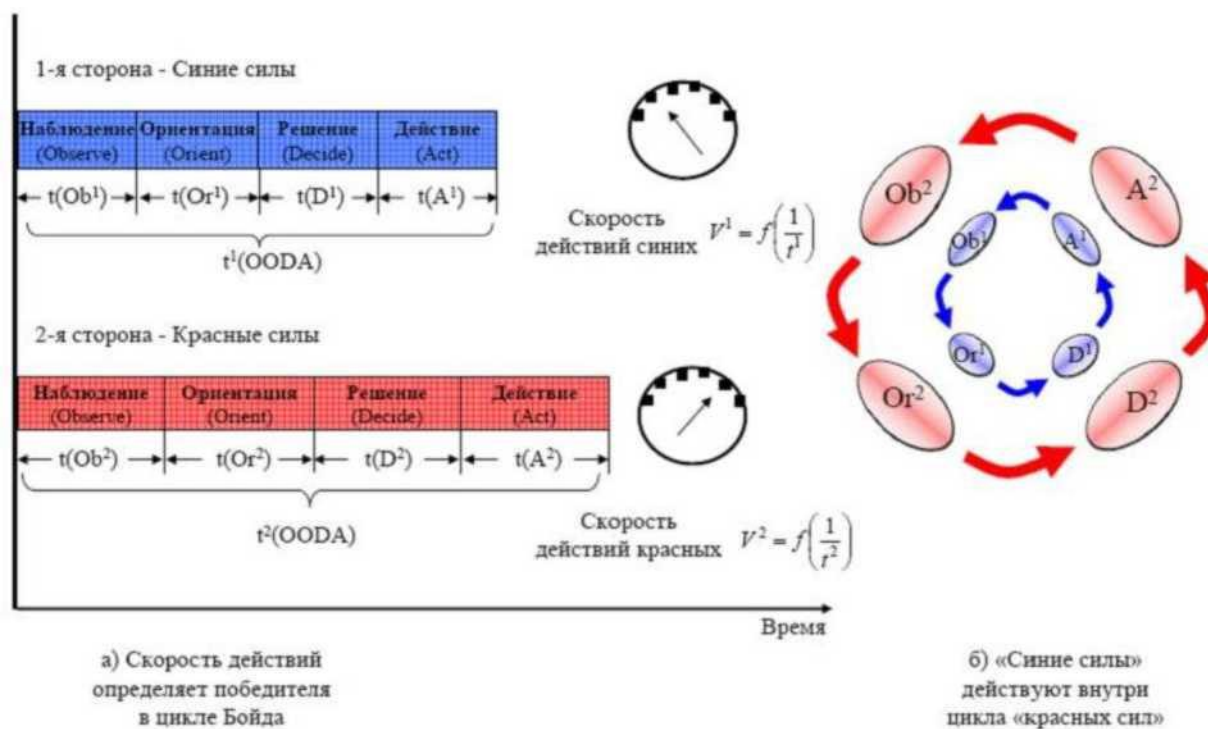 1-я сторона - Синие силы
Наблюдение Ориентация Решение Действие
(Observe) (Orient) (Decide) (Act)
t(Ob¹) t(Or¹) t(D¹) t(A¹)
t¹(OODA)
Скорость
действий синих V¹ = f(1/t¹)
2-я сторона - Красные силы
Наблюдение Ориентация Решение Действие
(Observe) (Orient) (Decide) (Act)
t(Ob²) t(Or²) t(D²) t(A²)
t²(OODA)
Скорость
действий красных V² = f(1/t²)
Время
Ob² A²
Ob¹ A¹
Or¹ D¹
Or² D²
а) Скорость действий
определяет победителя
в цикле Бойда
б) «Синие силы»
действуют внутри
цикла «красных сил»